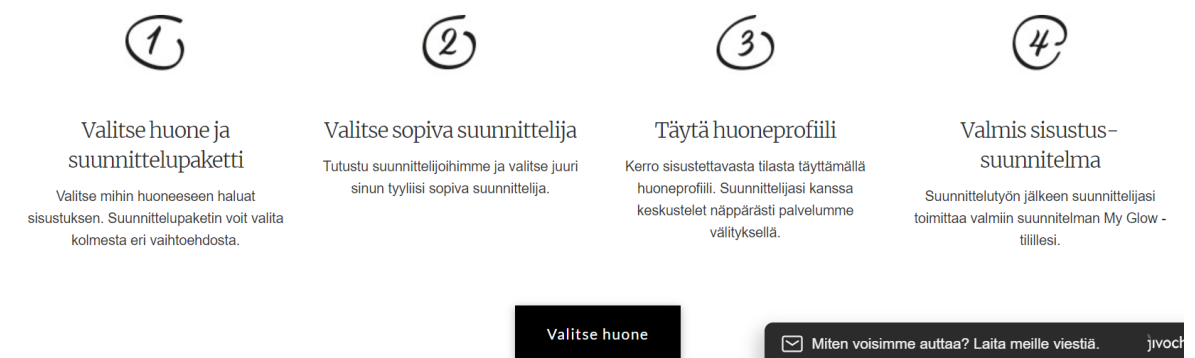 1
Valitse huone ja
suunnittelupaketti
Valitse mihin huoneeseen haluat
sisustuksen. Suunnittelupaketin voit valita
kolmesta eri vaihtoehdosta.
2
Valitse sopiva suunnittelija
Tutustu suunnittelijoihimme ja valitse juuri
sinun tyyliisi sopiva suunnittelija.
3
Täytä huoneprofiili
Kerro sisustettavasta tilasta täyttämällä
huoneprofiili. Suunnittelijasi kanssa
keskustelet näppärästi palvelumme
välityksellä.
4
Valmis sisustus-
suunnitelma
Suunnittelutyön jälkeen suunnittelijasi
toimittaa valmiin suunnitelman My Glow -
tilillesi.
Valitse huone
Miten voisimme auttaa? Laita meille viestiä.